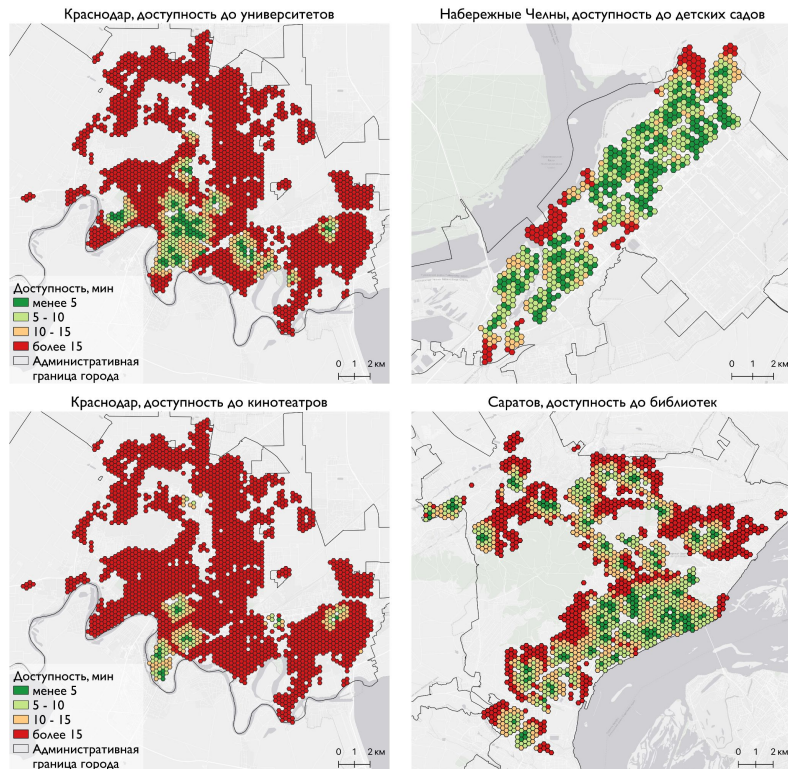 Краснодар, доступность до университетов
Доступность, мин
менее 5
5 - 10
10 - 15
более 15
Административная
граница города
0 1 2 км
Набережные Челны, доступность до детских садов
0 1 2 км
Краснодар, доступность до кинотеатров
Доступность, мин
менее 5
5 - 10
10 - 15
более 15
Административная
граница города
0 1 2 км
Саратов, доступность до библиотек
0 1 2 км